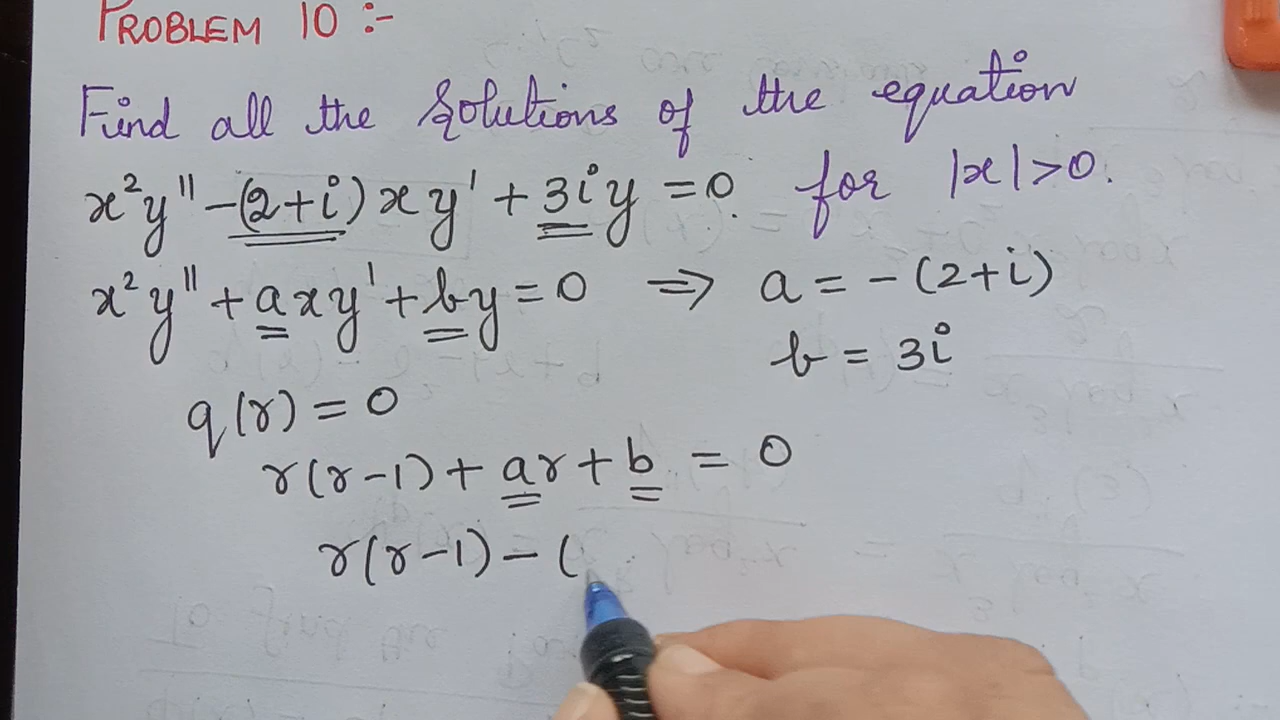 PROBLEM 10 :-
Find all the solutions of the equation
x²y'' - (2+i) x y' + 3i y = 0. for |x| > 0.
x²y'' + a x y' + b y = 0 ⇒ a = -(2+i)
b = 3i
q(r) = 0
r(r-1) + ar + b = 0
r(r-1) - (